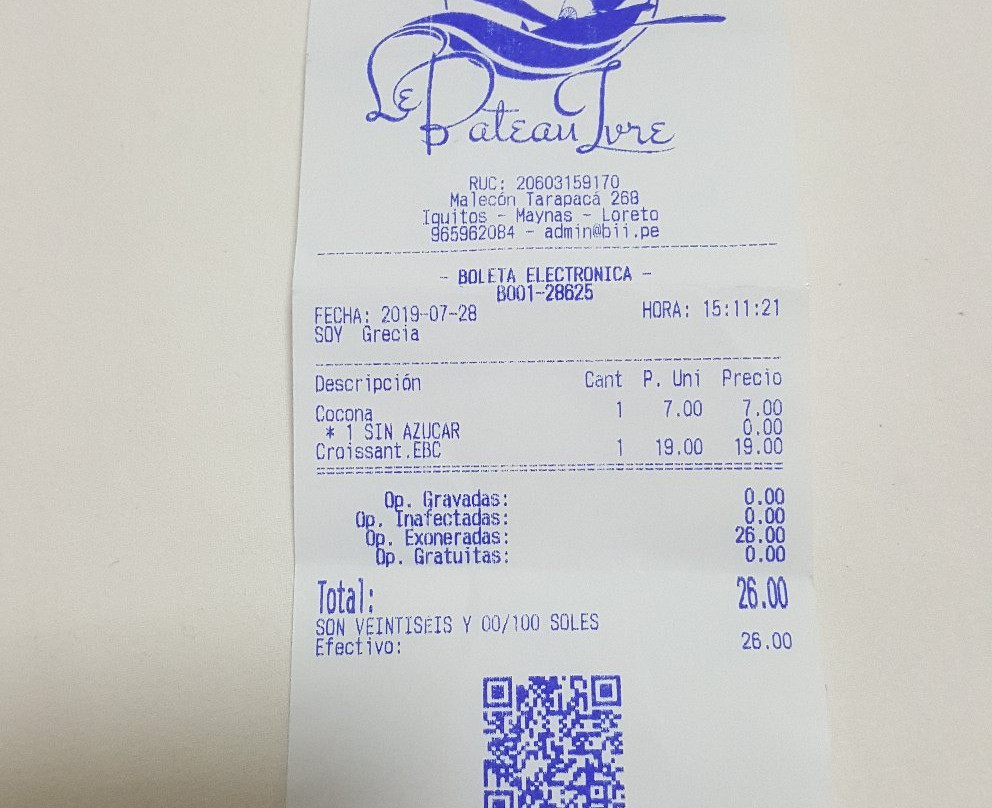 Le Bateau Ivre
RUC: 20603159170
Malecón Tarapacá 268
Iquitos - Maynas - Loreto
965962084 - admin@bii.pe
- BOLETA ELECTRONICA -
B001-28625
FECHA: 2019-07-28 HORA: 15:11:21
SOY Grecia
Descripción Cant P. Uni Precio
Cocona 1 7.00 7.00
* 1 SIN AZUCAR 0.00
Croissant.EBC 1 19.00 19.00
Op. Gravadas: 0.00
Op. Inafectadas: 0.00
Op. Exoneradas: 26.00
Op. Gratuitas: 0.00
Total: 26.00
SON VEINTISEIS Y 00/100 SOLES
Efectivo: 26.00